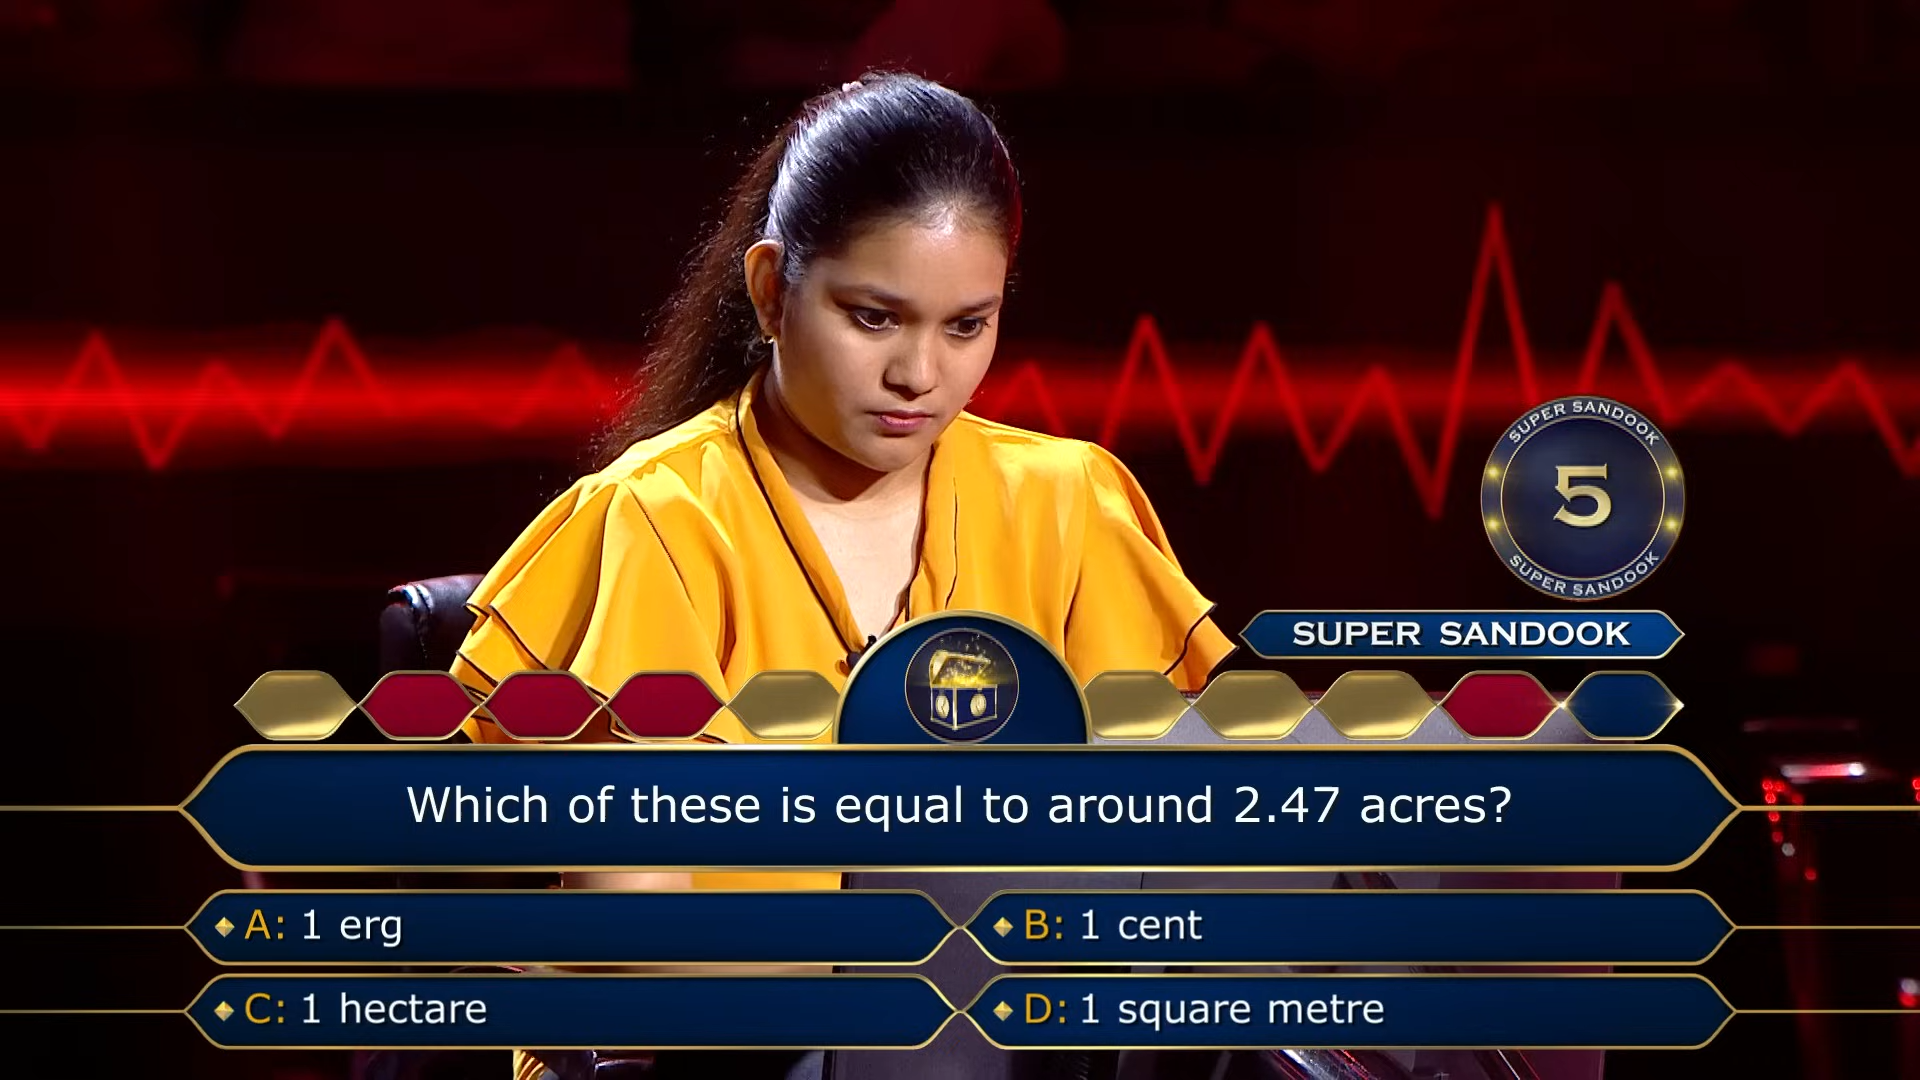 SUPER SANDOOK
5
SUPER SANDOOK
SUPER SANDOOK
Which of these is equal to around 2.47 acres?
A: 1 erg
B: 1 cent
C: 1 hectare
D: 1 square metre